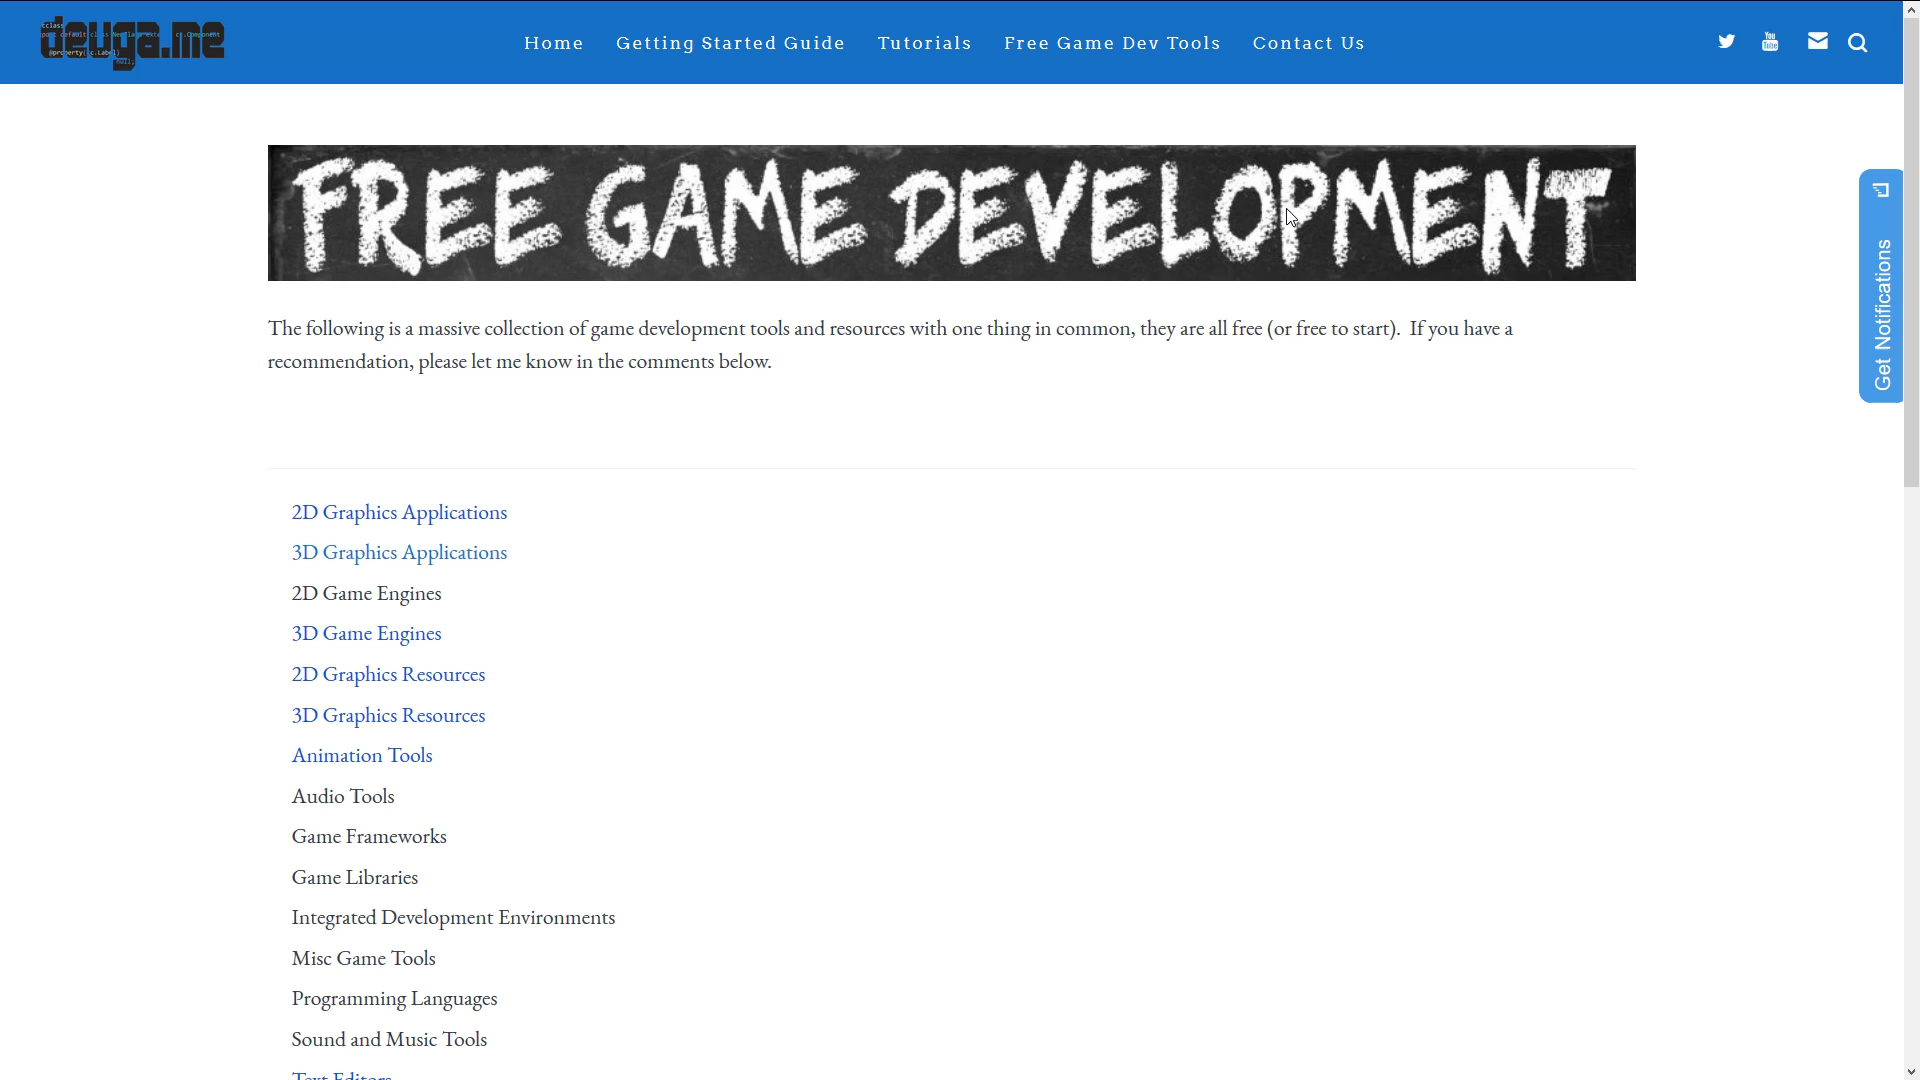 devga.me
Home
Getting Started Guide
Tutorials
Free Game Dev Tools
Contact Us
You
Tube
FREE GAME DEVELOPMENT
Get Notifications
The following is a massive collection of game development tools and resources with one thing in common, they are all free (or free to start).  If you have a
recommendation, please let me know in the comments below.
2D Graphics Applications
3D Graphics Applications
2D Game Engines
3D Game Engines
2D Graphics Resources
3D Graphics Resources
Animation Tools
Audio Tools
Game Frameworks
Game Libraries
Integrated Development Environments
Misc Game Tools
Programming Languages
Sound and Music Tools
Text Editors